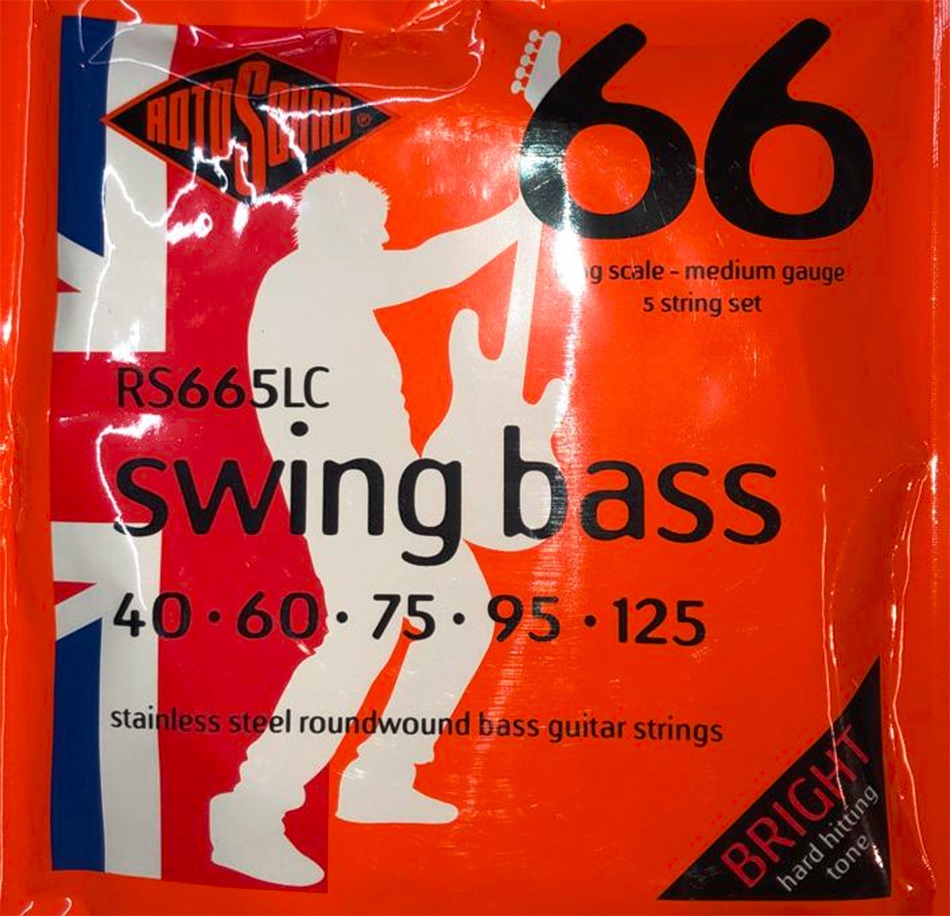 ROTOSOUND®
66
scale - medium gauge
5 string set
RS665LC
swing bass
40 · 60 · 75 · 95 · 125
stainless steel roundwound bass guitar strings
BRIGHT
hard hitting
tone